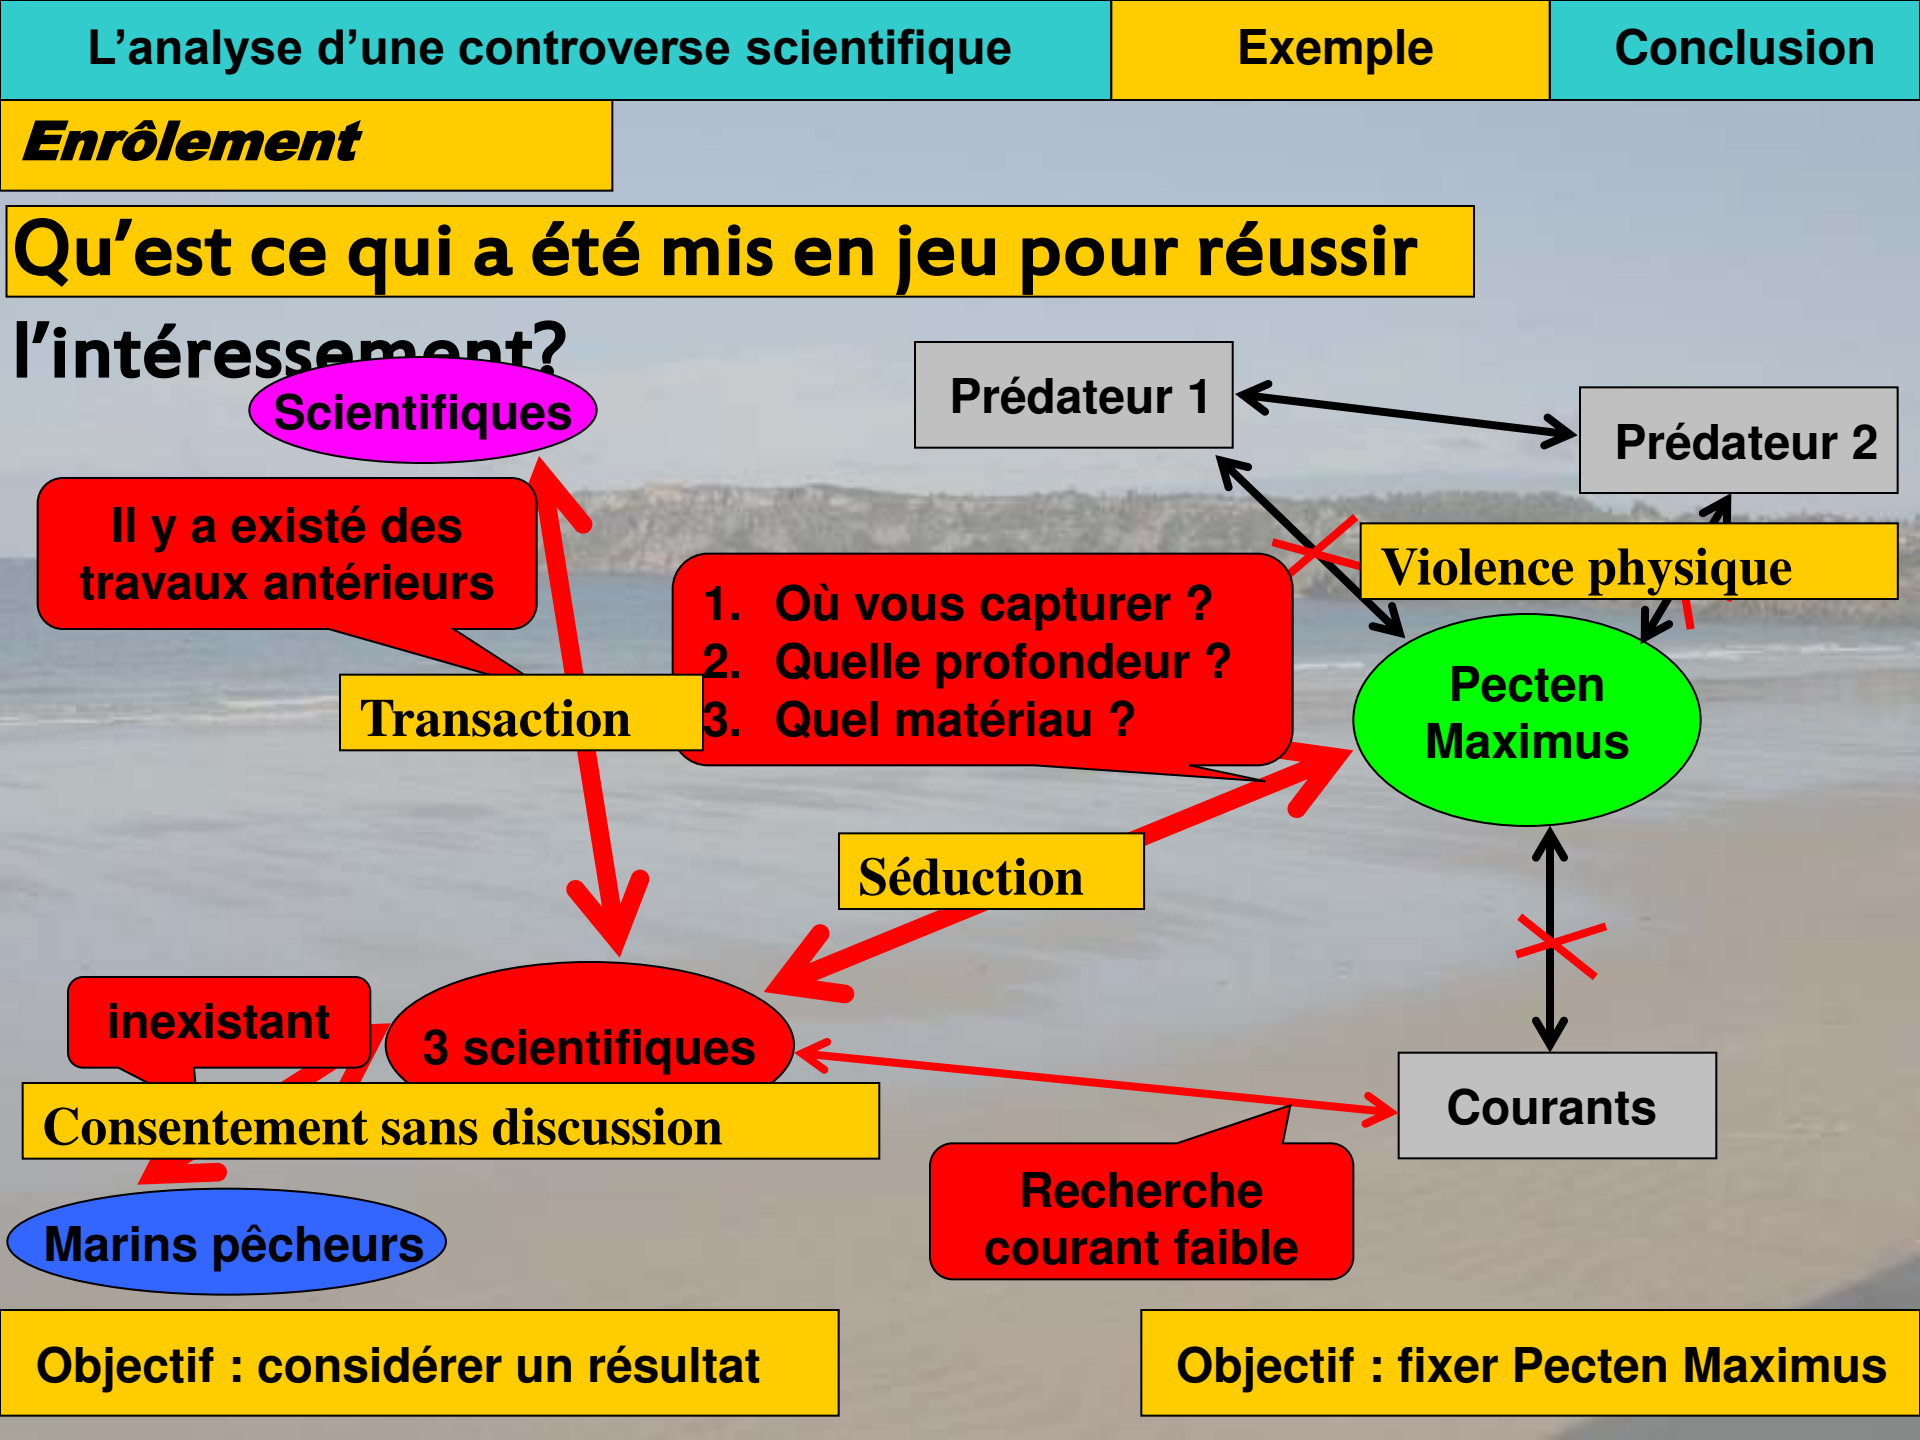 L’analyse d’une controverse scientifique
Exemple
Conclusion
Enrôlement
Qu’est ce qui a été mis en jeu pour réussir
l’intéressement?
Scientifiques
Prédateur 1
Prédateur 2
Il y a existé des
travaux antérieurs
Violence physique
1. Où vous capturer ?
2. Quelle profondeur ?
3. Quel matériau ?
Transaction
Pecten
Maximus
Séduction
inexistant
3 scientifiques
Consentement sans discussion
Courants
Recherche
courant faible
Marins pêcheurs
Objectif : considérer un résultat
Objectif : fixer Pecten Maximus